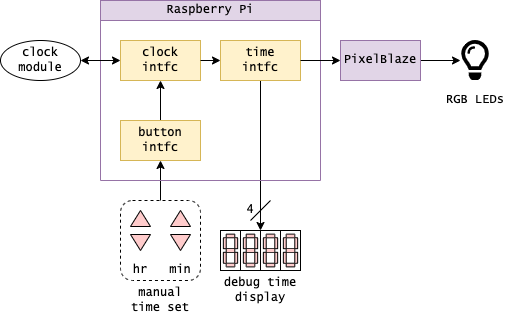 Raspberry Pi
clock
module
clock
intfc
time
intfc
PixelBlaze
RGB LEDs
button
intfc
4
hr
min
manual
time set
debug time
display